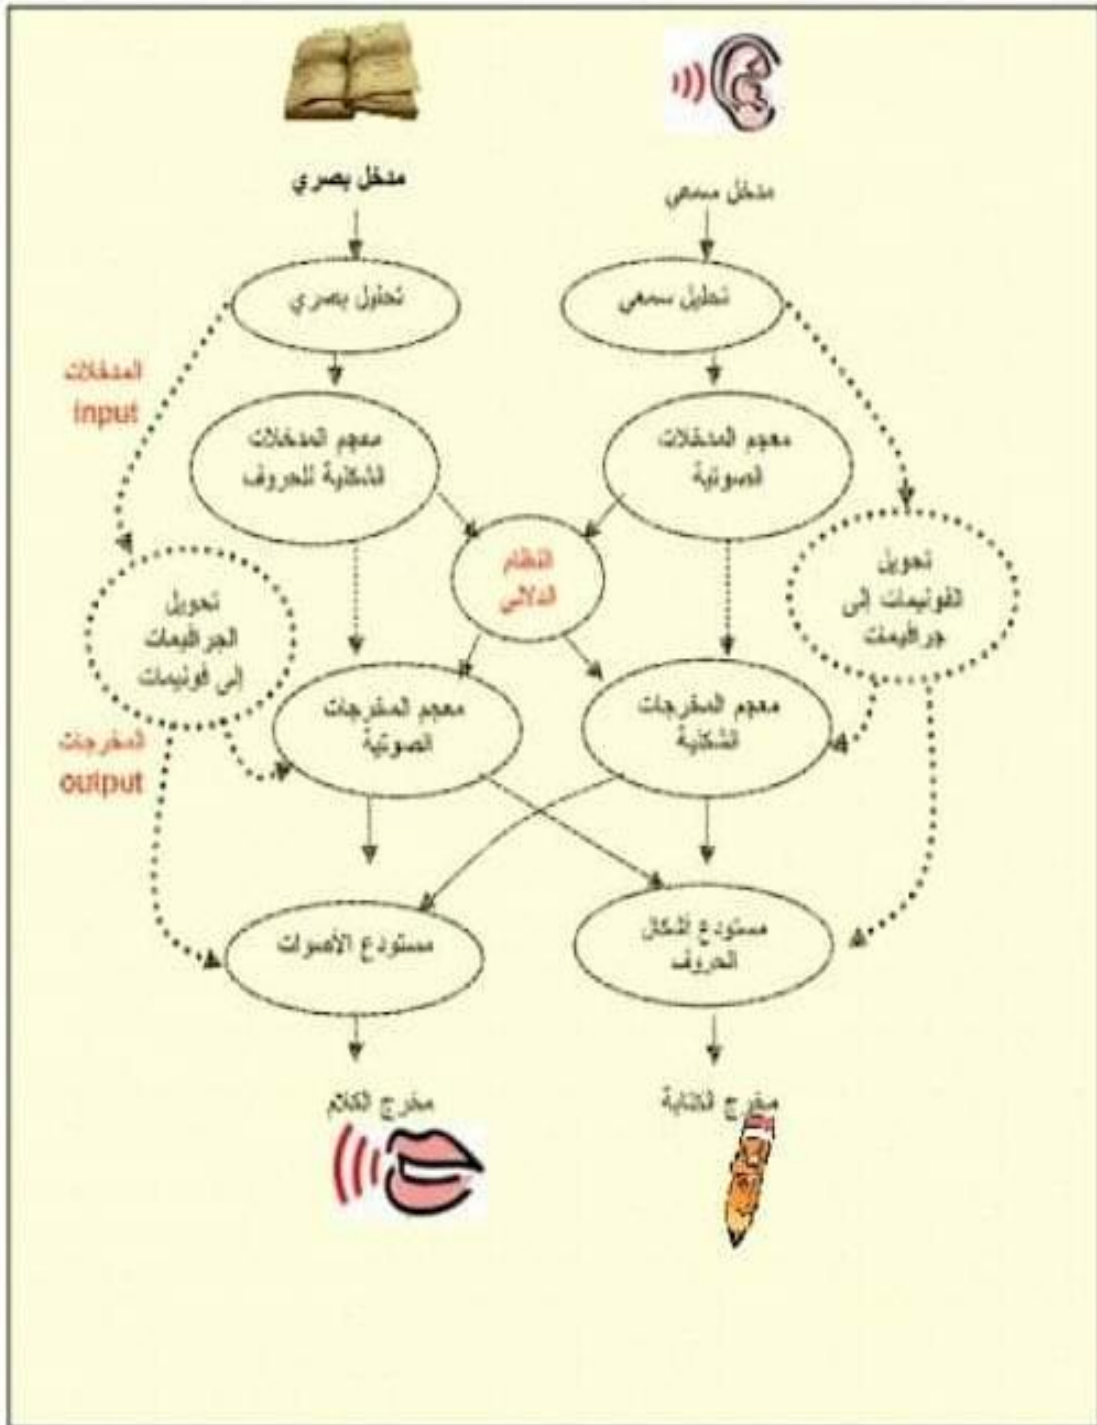 مدخل سمعي
مدخل بصري
تحليل سمعي
تحليل بصري
المدخلات
input
معجم المدخلات
الصوتية
معجم المدخلات
الشكلية للحروف
النظام
الدلالي
تحويل
الفونيمات إلى
جرافيمت
تحويل
الجرافيمات
إلى فونيمات
معجم المخرجات
الشكلية
معجم المخرجات
الصوتية
المخرجات
output
مستودع أشكال
الحروف
مستودع الأصوات
مخرج الكتابة
مخرج الكلام